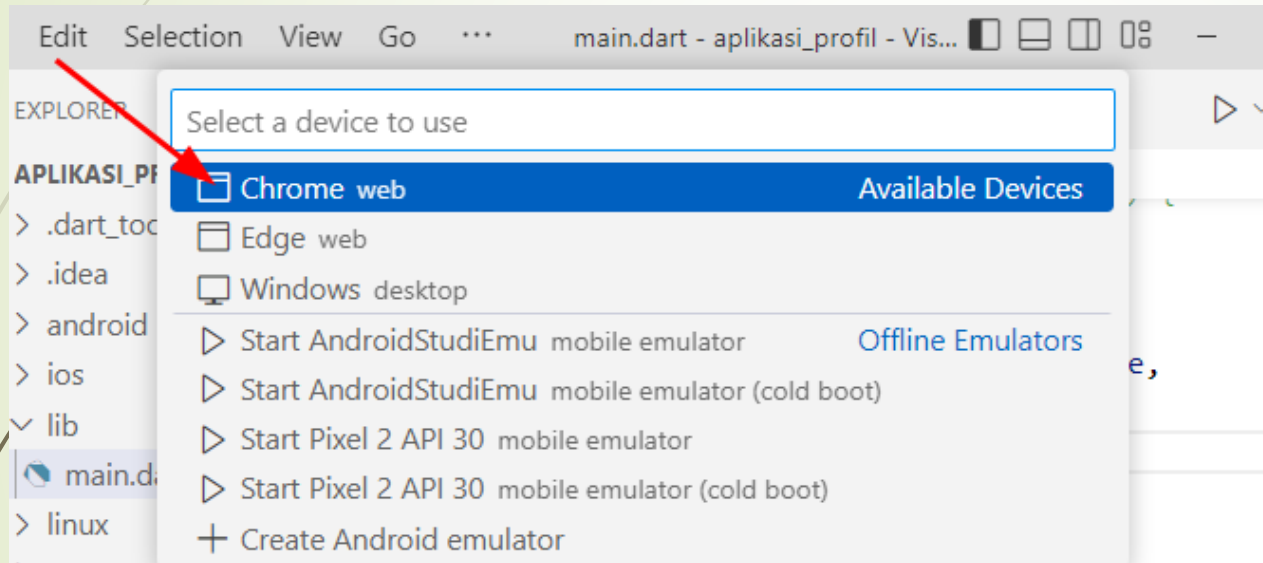 Edit Selection View Go ··· main.dart - aplikasi_profil - Vis...
EXPLORER
Select a device to use
APLIKASI_PF
Chrome web Available Devices
.dart_toc
Edge web
.idea
Windows desktop
android
Start AndroidStudiEmu mobile emulator Offline Emulators
e,
ios
Start AndroidStudiEmu mobile emulator (cold boot)
lib
Start Pixel 2 API 30 mobile emulator
main.da
Start Pixel 2 API 30 mobile emulator (cold boot)
linux
Create Android emulator